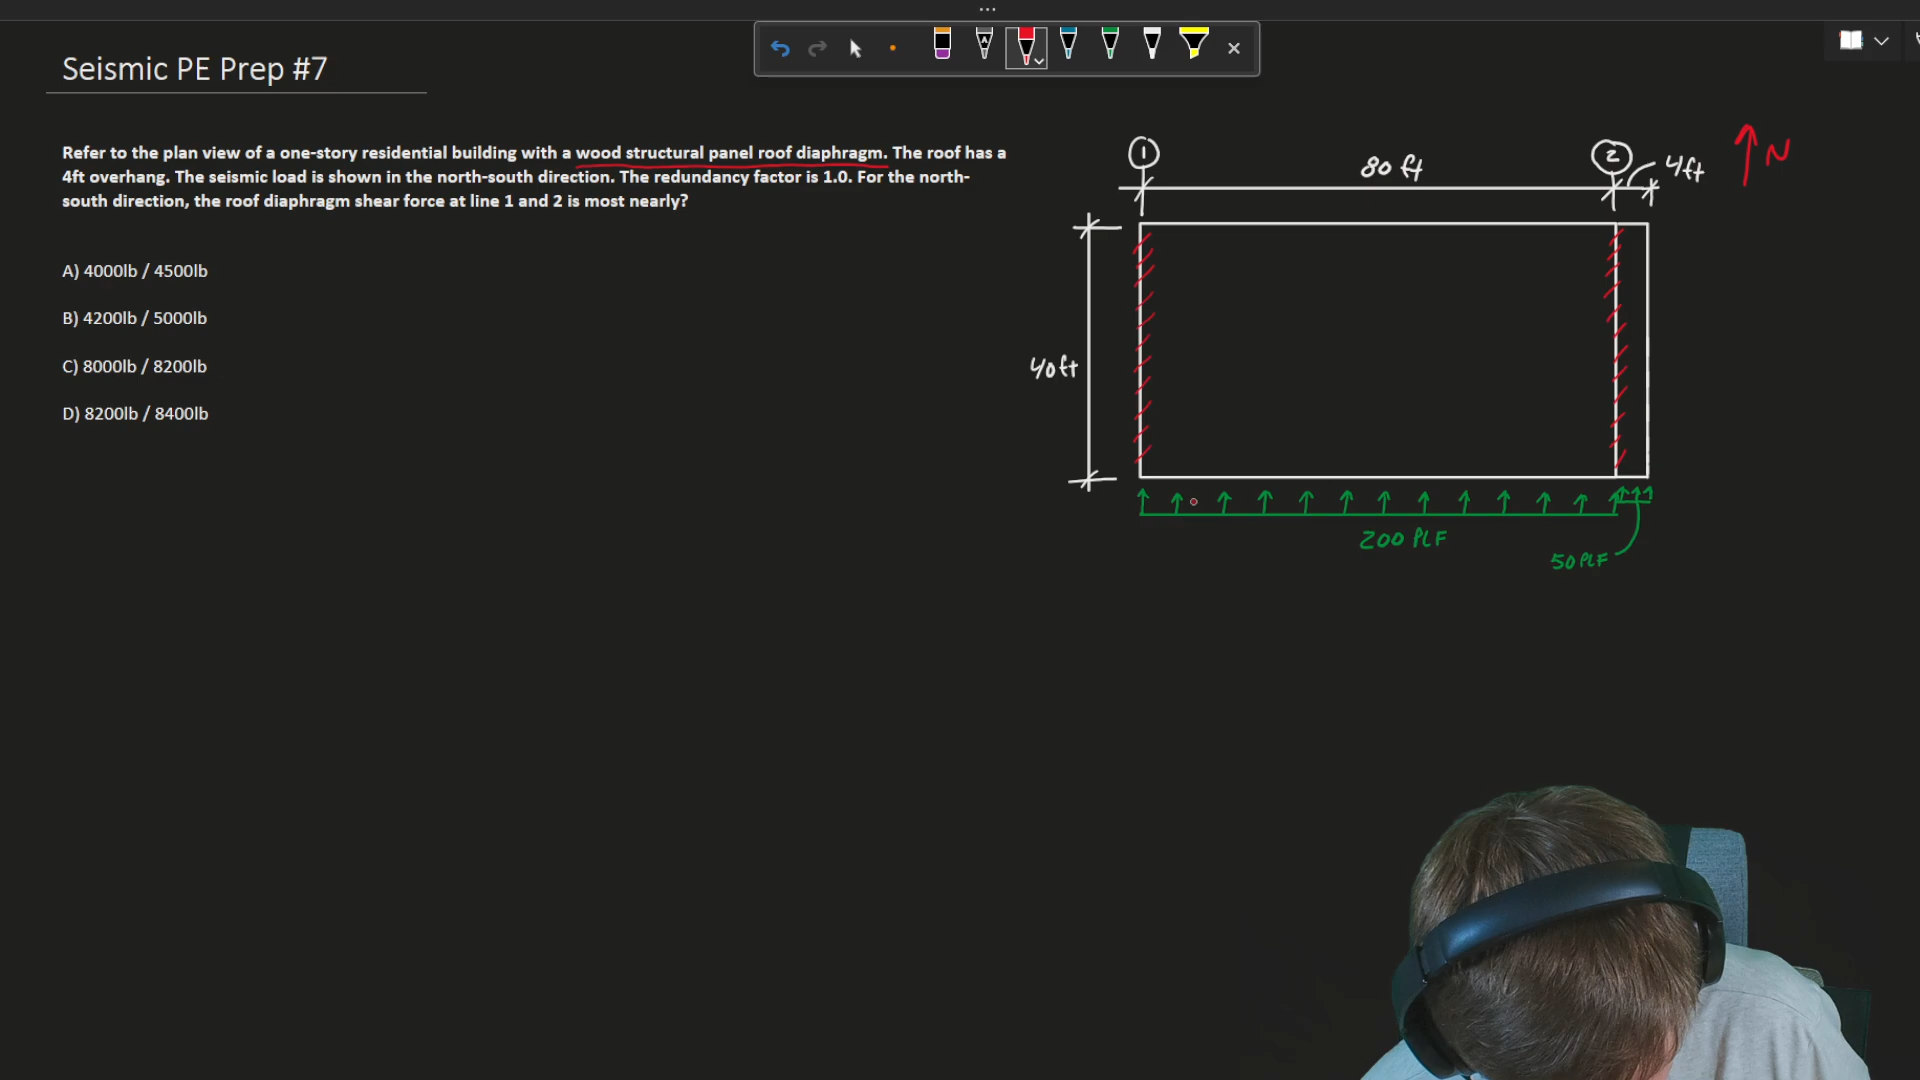 Seismic PE Prep #7
Refer to the plan view of a one-story residential building with a wood structural panel roof diaphragm. The roof has a
4ft overhang. The seismic load is shown in the north-south direction. The redundancy factor is 1.0. For the north-
south direction, the roof diaphragm shear force at line 1 and 2 is most nearly?
A) 4000lb / 4500lb
B) 4200lb / 5000lb
C) 8000lb / 8200lb
D) 8200lb / 8400lb
1
80 ft
2
4ft
N
40ft
200 PLF
50 PLF